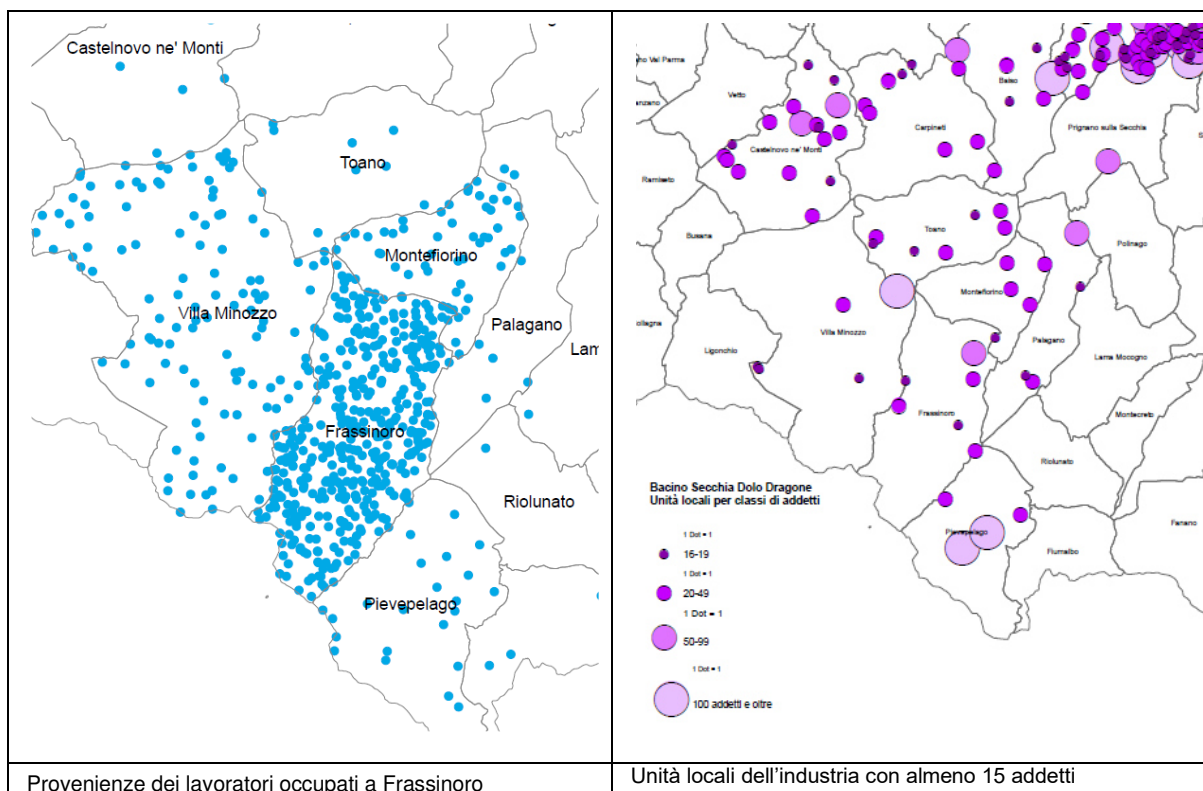 Castelnovo ne' Monti
Toano
Montefiorino
Villa Minozzo
Palagano
Frassinoro
Riolunato
Pievepelago
Provenienze dei lavoratori occupati a Frassinoro
Vetto
Baiso
Carpineti
Prignano sulla Secchia
Castelnovo ne' Monti
Ramiseto
Busana
Toano
Polinago
Montefiorino
Villa Minozzo
Ligonchio
Palagano
Lama Mocogno
Frassinoro
Montecreto
Riolunato
Bacino Secchia Dolo Dragone
Unità locali per classi di addetti
1 Dot = 1
16-19
1 Dot = 1
20-49
1 Dot = 1
50-99
1 Dot = 1
100 addetti e oltre
Pievepelago
Fiumalbo
Fanano
Unità locali dell'industria con almeno 15 addetti